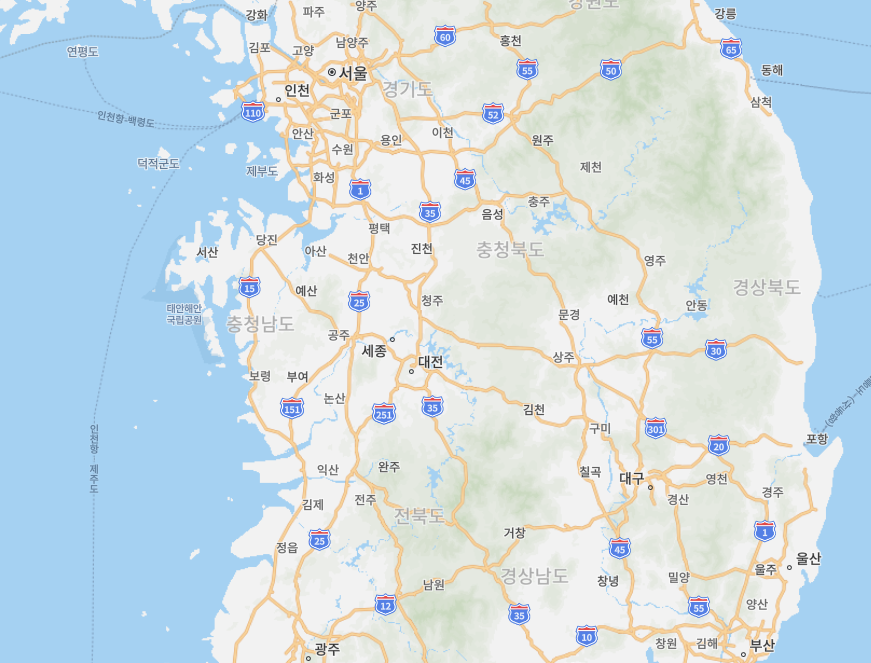 양주
파주
강화
강원도
강릉
김포
고양
남양주
60
홍천
65
연평도
서울
55
50
동해
인천
경기도
삼척
110
인천항-백령도
군포
52
안산
용인
이천
원주
수원
덕적군도
제부도
제천
화성
1
45
35
음성
충주
평택
당진
서산
아산
진천
충청북도
천안
영주
15
예산
25
청주
예천
안동
경상북도
태안해안
국립공원
충청남도
문경
공주
세종
55
30
대전
상주
보령
부여
논산
151
251
35
김천
구미
301
20
포항
인천항 - 제주도
익산
완주
칠곡
대구
영천
경주
김제
전주
경산
전북도
25
거창
1
정읍
45
울산
경상남도
남원
창녕
밀양
울주
12
35
55
양산
10
광주
창원
김해
부산